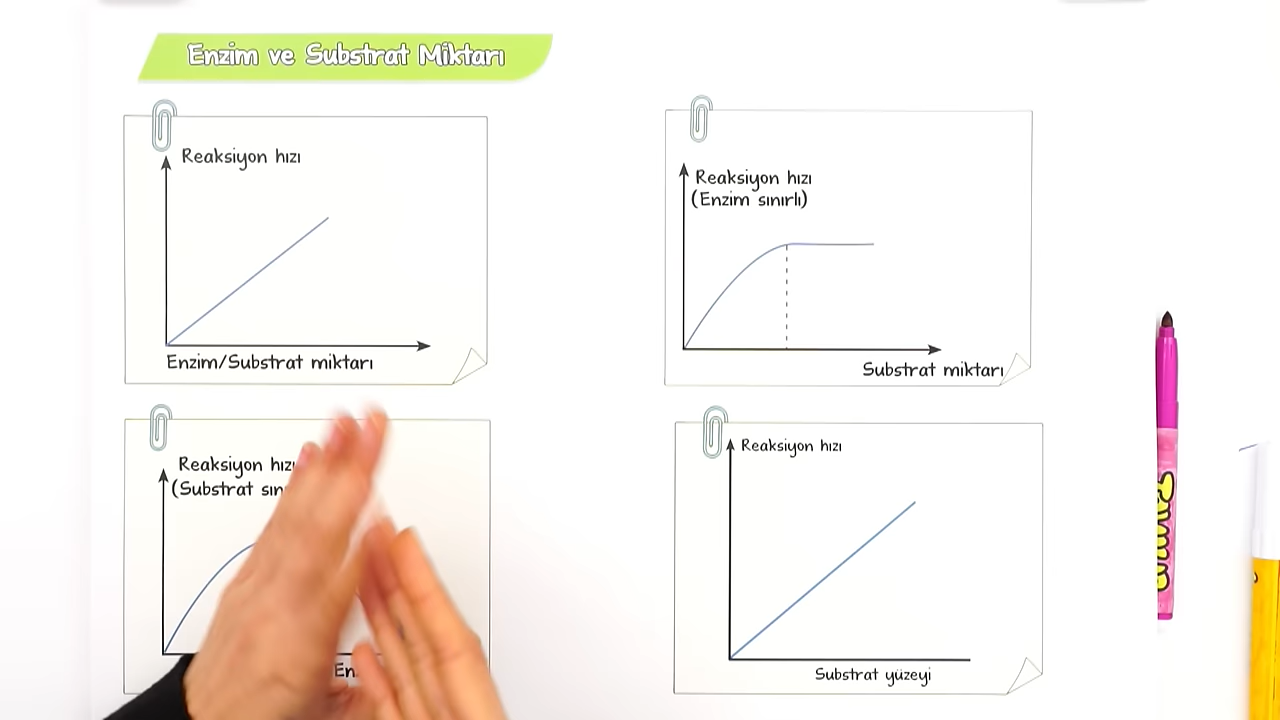 Enzim ve Substrat Miktarı
Reaksiyon hızı
Enzim/Substrat miktarı
Reaksiyon hızı
(Enzim sınırlı)
Substrat miktarı
Reaksiyon
(Substrat
Reaksiyon hızı
Substrat yüzeyi